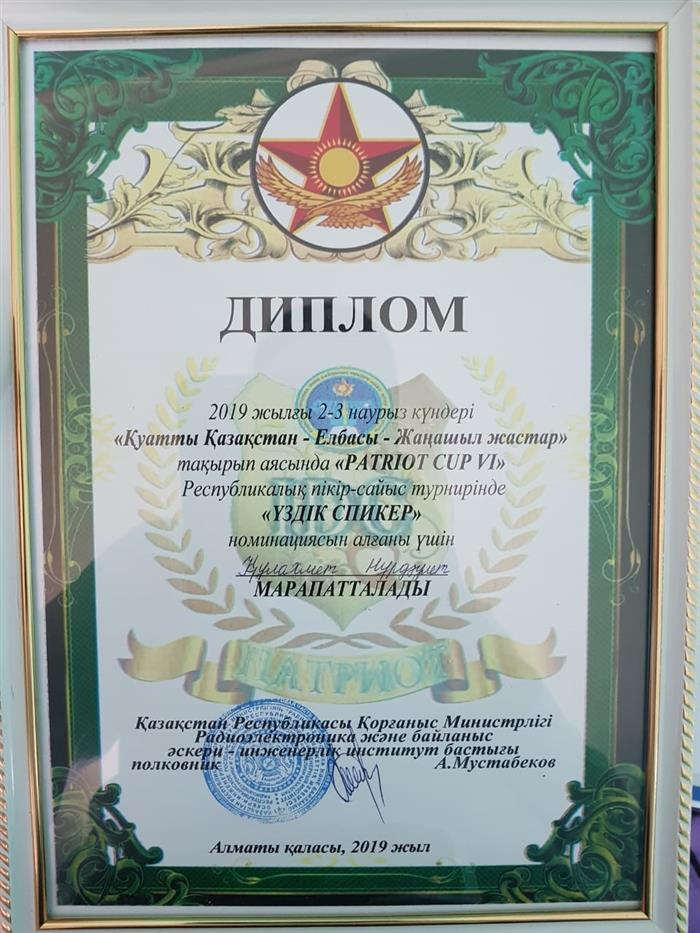 ДИПЛОМ
2019 жылғы 2-3 наурыз күндері
«Қуатты Қазақстан - Елбасы - Жаңашыл жастар»
тақырып аясында «PATRIOT CUP VI»
Республикалық пікір-сайыс турнирінде
«ҮЗДІК СПИКЕР»
номинациясын алғаны үшін
Құлахмет Нұрдәулет
МАРАПАТТАЛАДЫ
ПАТРИОТ
Қазақстан Республикасы Қорғаныс Министрлігі
Радиоэлектроника және байланыс
әскери - инженерлік институт бастығы
полковник А.Мустабеков
Алматы қаласы, 2019 жыл